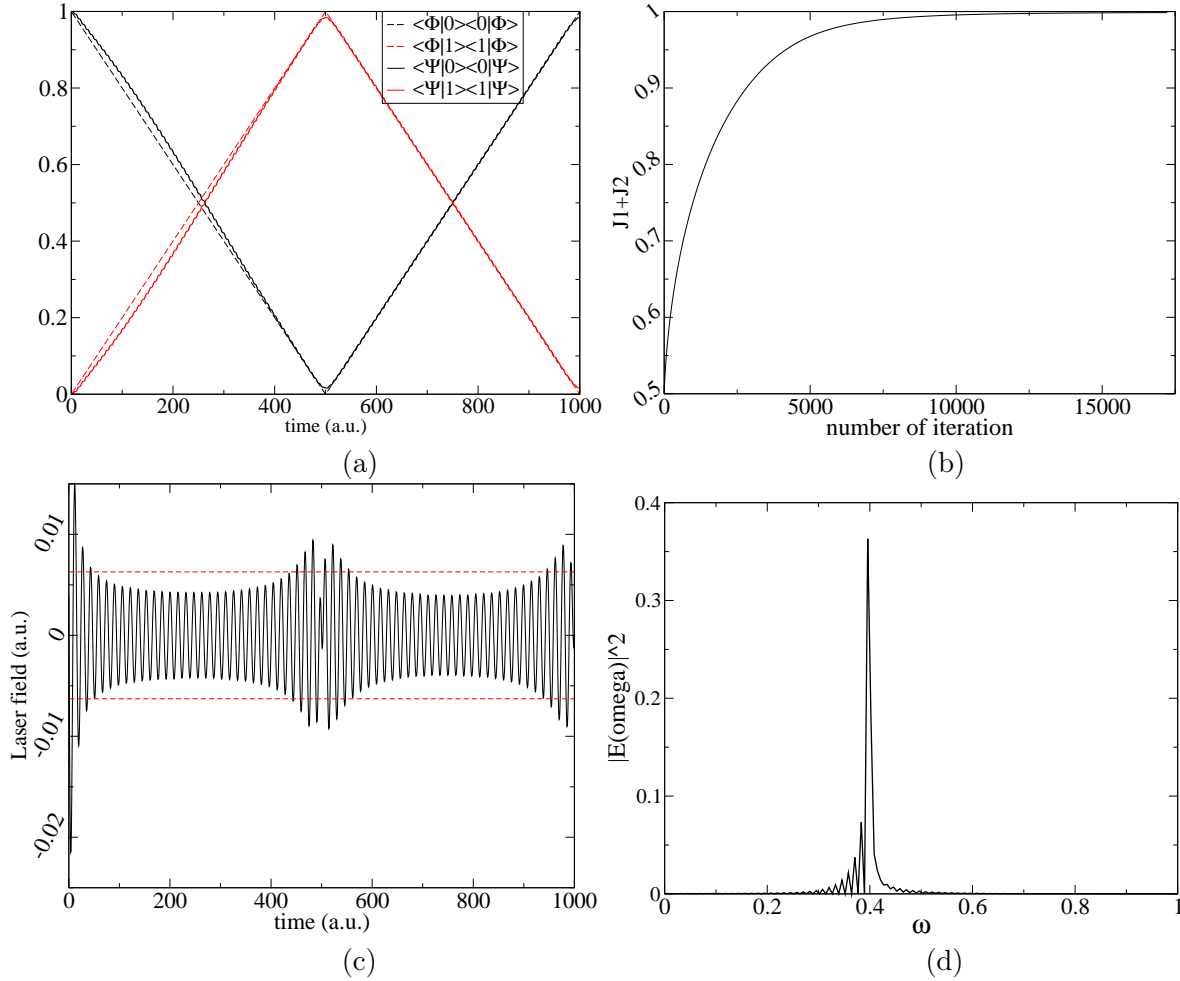 1
0.8
0.6
0.4
0.2
0
0 200 400 600 800 1000
time (a.u.)
<Φ|0><0|Φ>
<Φ|1><1|Φ>
<Ψ|0><0|Ψ>
<Ψ|1><1|Ψ>
(a)
1
0.9
0.8
0.7
0.6
0.5
J1+J2
0 5000 10000 15000
number of iteration
(b)
0.01
0
-0.01
-0.02
Laser field (a.u.)
0 200 400 600 800 1000
time (a.u.)
(c)
0.4
0.3
0.2
0.1
0
|E(omega)|^2
0 0.2 0.4 0.6 0.8 1
ω
(d)